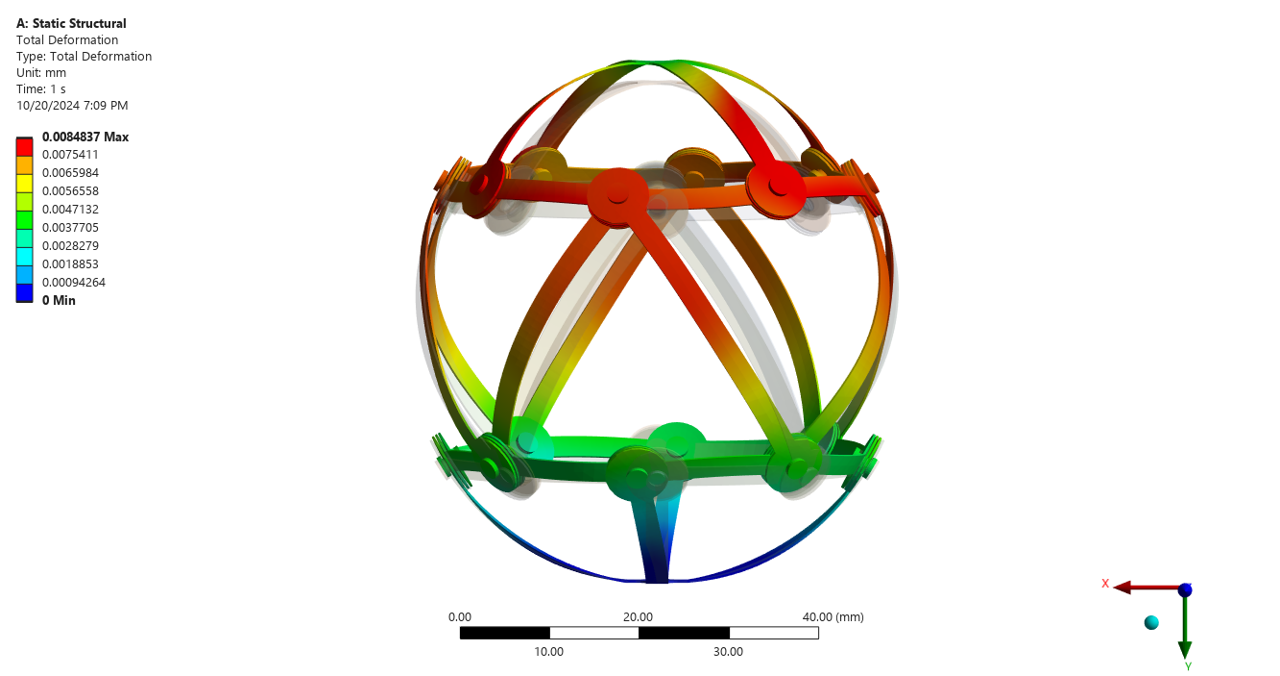 A: Static Structural
Total Deformation
Type: Total Deformation
Unit: mm
Time: 1 s
10/20/2024 7:09 PM
0.0084837 Max
0.0075411
0.0065984
0.0056558
0.0047132
0.0037705
0.0028279
0.0018853
0.00094264
0 Min
0.00 20.00 40.00 (mm)
10.00 30.00
X
Y